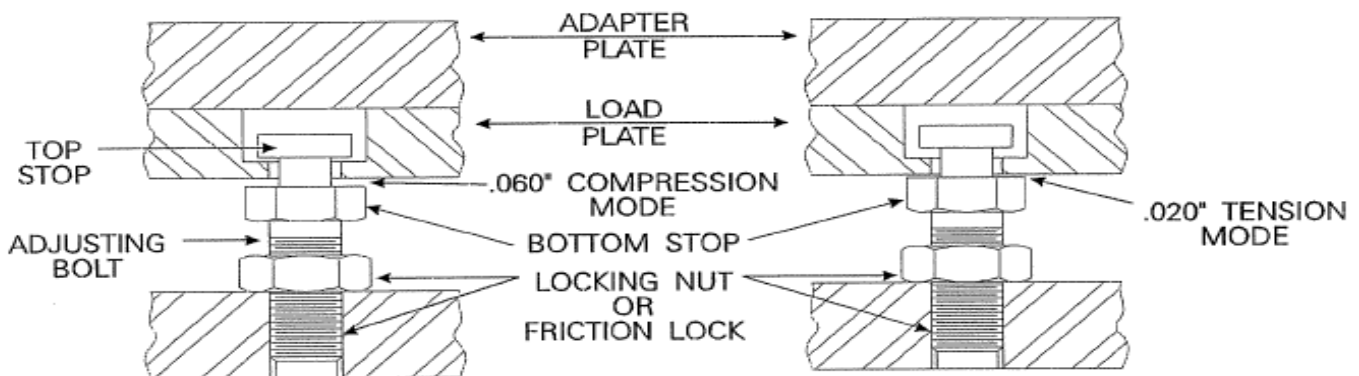 ADAPTER
PLATE
LOAD
PLATE
TOP
STOP
.060" COMPRESSION
MODE
.020" TENSION
MODE
BOTTOM STOP
ADJUSTING
BOLT
LOCKING NUT
OR
FRICTION LOCK